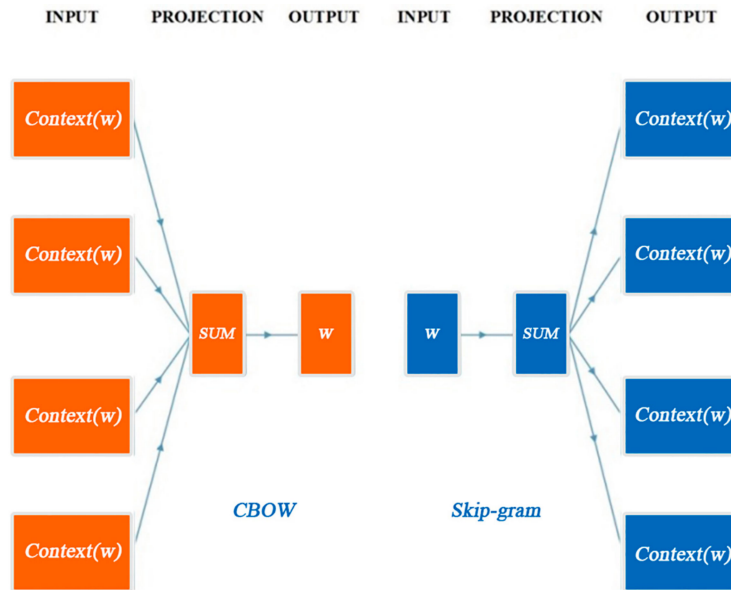 INPUT PROJECTION OUTPUT INPUT PROJECTION OUTPUT
Context(w) Context(w)
Context(w) Context(w)
SUM W W SUM
Context(w) Context(w)
CBOW Skip-gram
Context(w) Context(w)